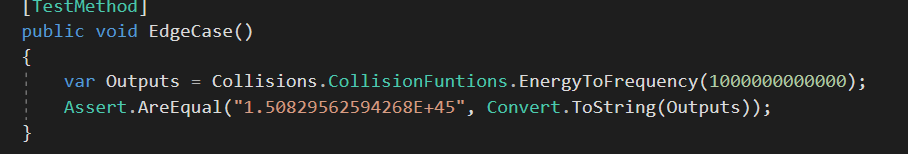 [TestMethod]
public void EdgeCase()
{
var Outputs = Collisions.CollisionFuntions.EnergyToFrequency(1000000000000);
Assert.AreEqual("1.50829562594268E+45", Convert.ToString(Outputs));
}